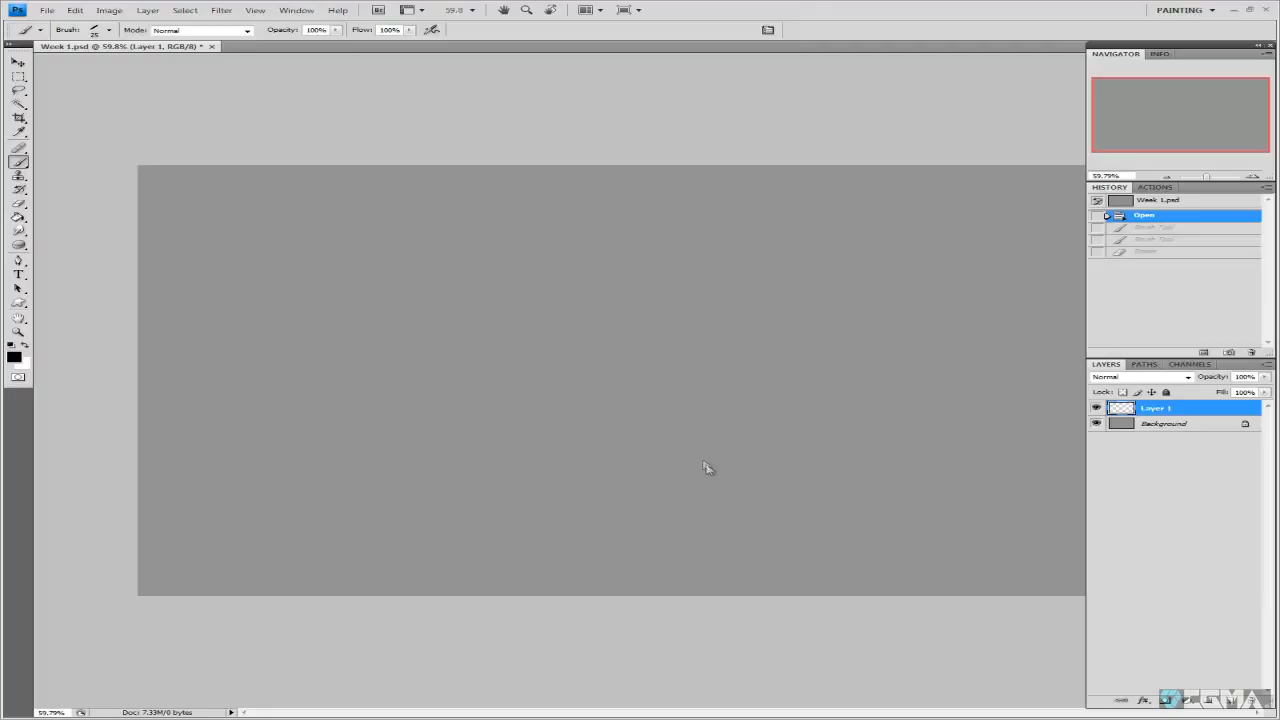 Ps File Edit Image Layer Select Filter View Window Help Br 59.8 PAINTING
Brush: 25 Mode: Normal Opacity: 100% Flow: 100%
Week 1.psd @ 59.8% (Layer 1, RGB/8) * ×
NAVIGATOR INFO
59.79%
HISTORY ACTIONS
Week 1.psd
Open
Brush Tool
Brush Tool
Eraser
LAYERS PATHS CHANNELS
Normal Opacity: 100%
Lock: Fill: 100%
Layer 1
Background
T
59.79% Doc: 7.33M/0 bytes